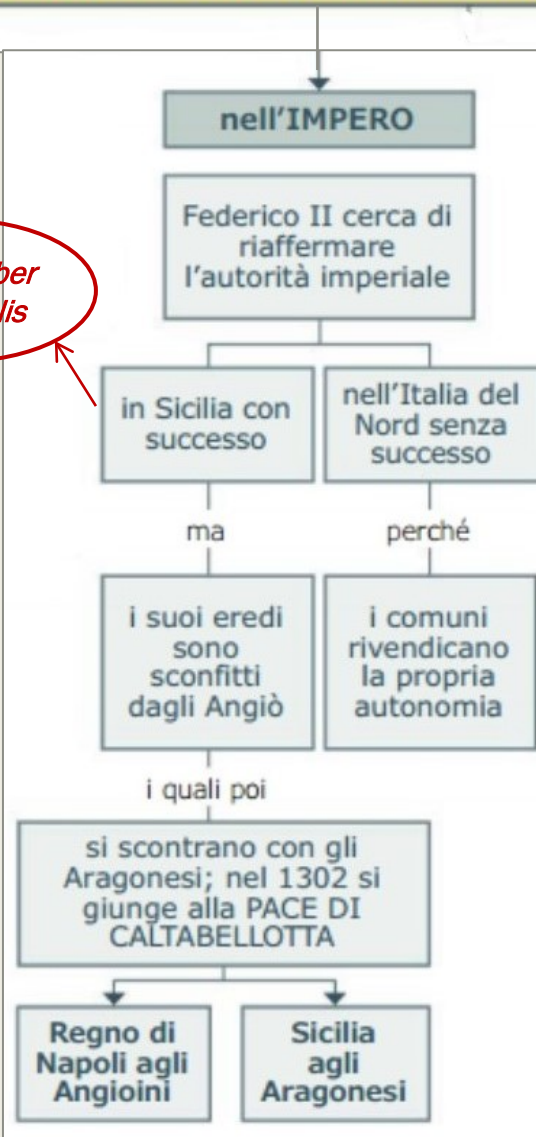 nell'IMPERO
Federico II cerca di
riaffermare
l'autorità imperiale
in Sicilia con
successo
nell'Italia del
Nord senza
successo
ma
perché
i suoi eredi
sono
sconfitti
dagli Angiò
i comuni
rivendicano
la propria
autonomia
i quali poi
si scontrano con gli
Aragonesi; nel 1302 si
giunge alla PACE DI
CALTABELLOTTA
Regno di
Napoli agli
Angioini
Sicilia
agli
Aragonesi